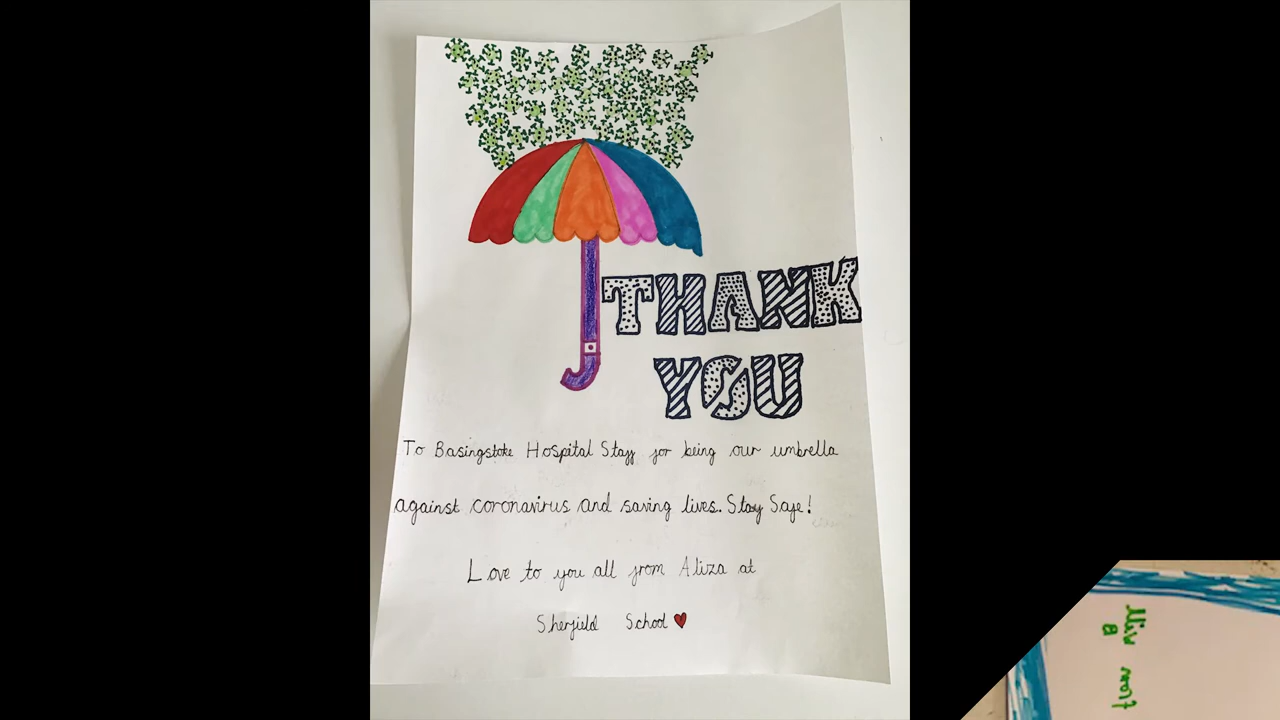 THANK
YOU
To Basingstoke Hospital Staff for being our umbrella
against coronavirus and saving lives. Stay Safe!
Love to you all from Aliza at
Sherfield School